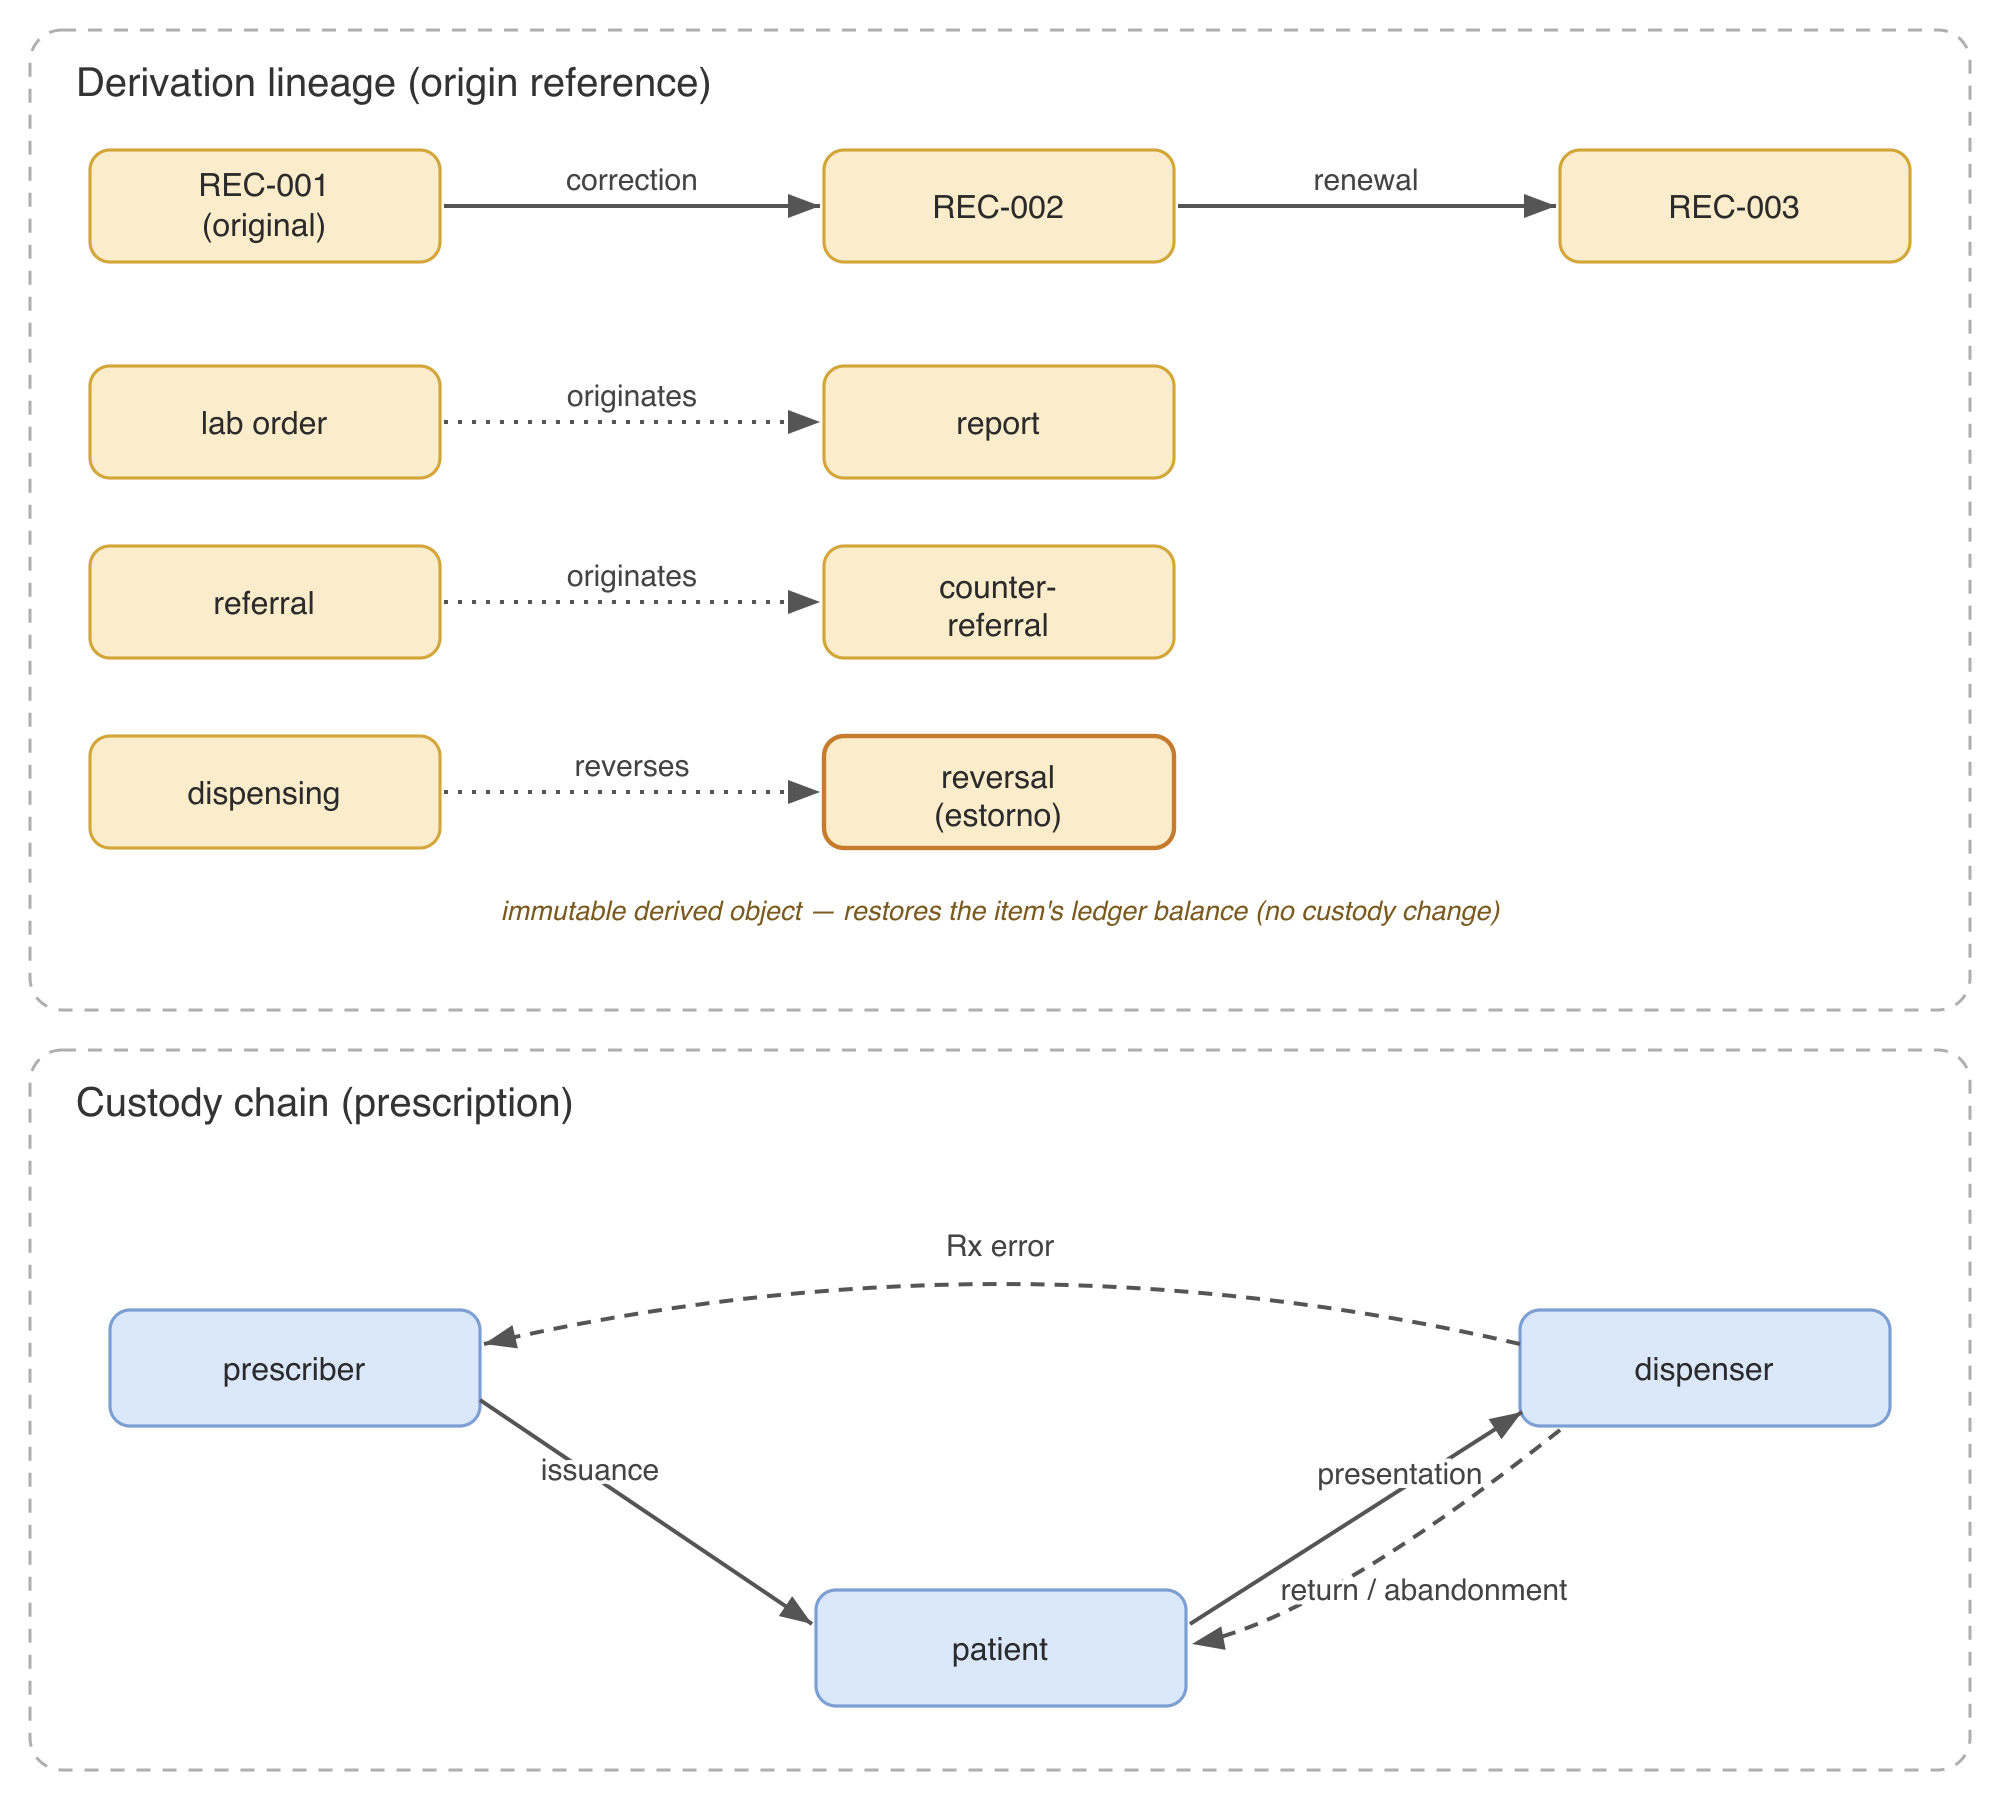 Derivation lineage (origin reference)
REC-001
(original)
correction
REC-002
renewal
REC-003
lab order
originates
report
referral
originates
counter-
referral
dispensing
reverses
reversal
(estorno)
immutable derived object — restores the item's ledger balance (no custody change)
Custody chain (prescription)
Rx error
prescriber
dispenser
issuance
presentation
return / abandonment
patient